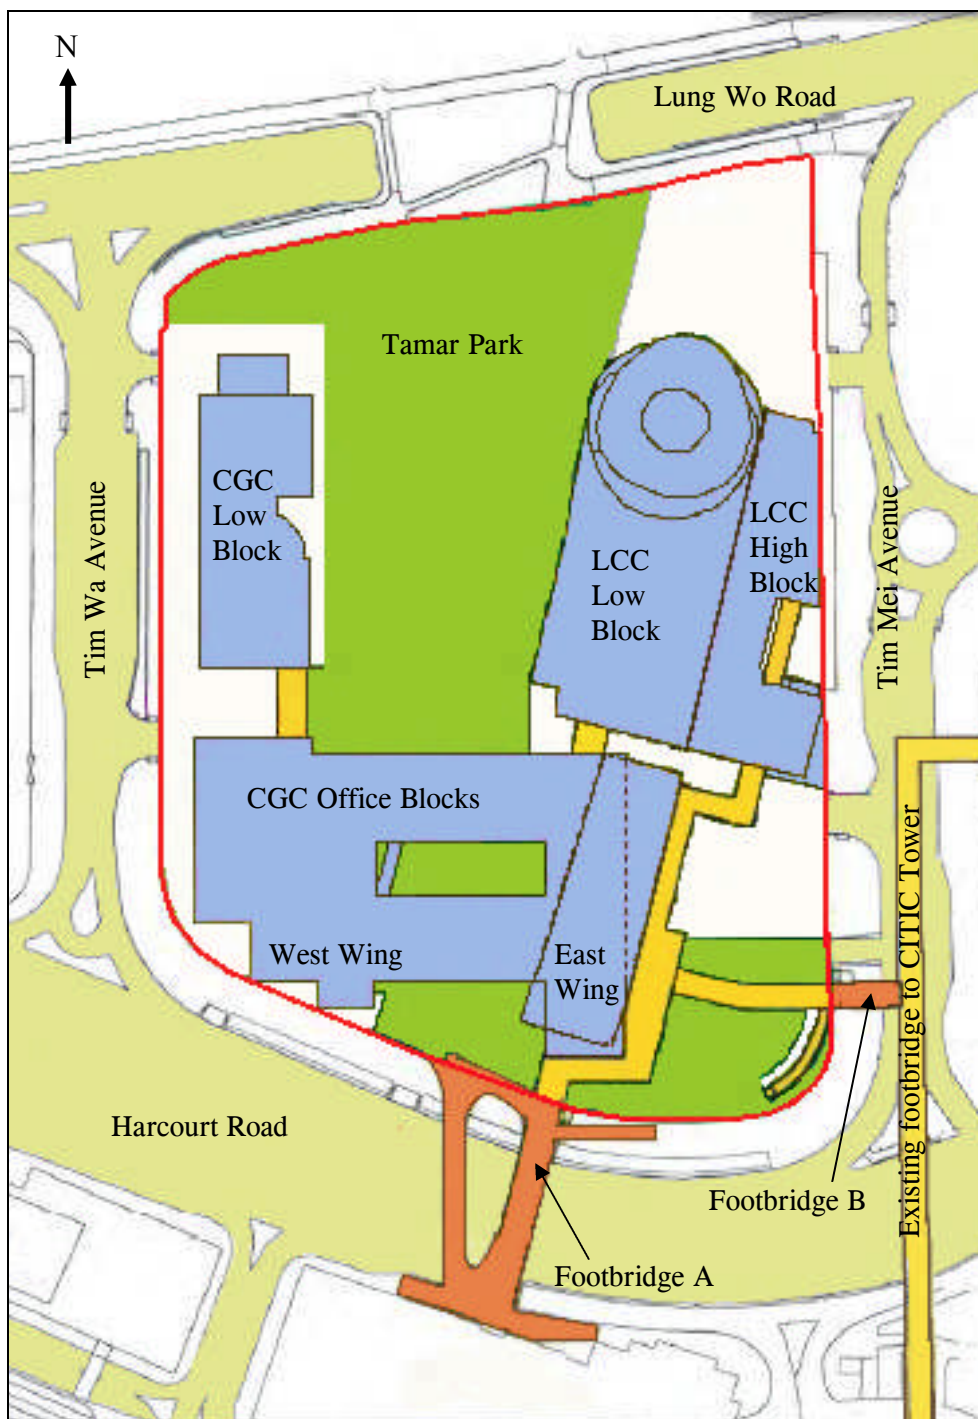 N
Lung Wo Road
Tamar Park
CGC
Low
Block
LCC
High
Block
LCC
Low
Block
Tim Wa Avenue
Tim Mei Avenue
CGC Office Blocks
West Wing
East
Wing
Existing footbridge to CITIC Tower
Harcourt Road
Footbridge B
Footbridge A